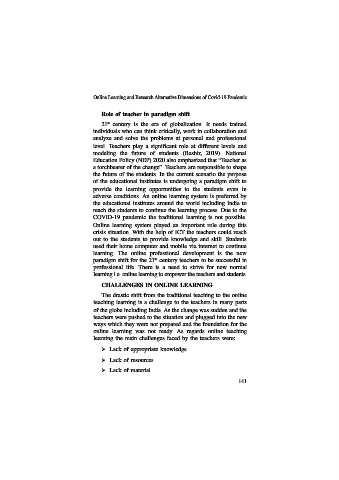 Online Learning and Research Alternative Dimensions of Covid-19 Pandemic
Role of teacher in paradigm shift
21st century is the era of globalization. It needs trained
individuals who can think critically, work in collaboration and
analyze and solve the problems at personal and professional
level. Teachers play a significant role at different levels and
modeling the future of students (Bashir, 2019). National
Education Policy (NEP) 2020 also emphasized that "Teacher as
a torchbearer of the change". Teachers are responsible to shape
the future of the students. In the current scenario the purpose
of the educational institutes is undergoing a paradigm shift to
provide the learning opportunities to the students even in
adverse conditions. An online learning system is preferred by
the educational institutes around the world including India to
reach the students to continue the learning process. Due to the
COVID-19 pandemic the traditional learning is not possible.
Online learning system played an important role during this
crisis situation. With the help of ICT the teachers could reach
out to the students to provide knowledge and skill. Students
used their home computer and mobile via internet to continue
learning. The online professional development is the new
paradigm shift for the 21st century teachers to be successful in
professional life. There is a need to strive for new normal
learning i.e. online learning to empower the teachers and students.
CHALLENGES IN ONLINE LEARNING
The drastic shift from the traditional teaching to the online
teaching learning is a challenge to the teachers in many parts
of the globe including India. As the change was sudden and the
teachers were pushed to the situation and plugged into the new
ways which they were not prepared and the foundation for the
online learning was not ready. As regards online teaching
learning the main challenges faced by the teachers were:
➢ Lack of appropriate knowledge
➢ Lack of resources
➢ Lack of material